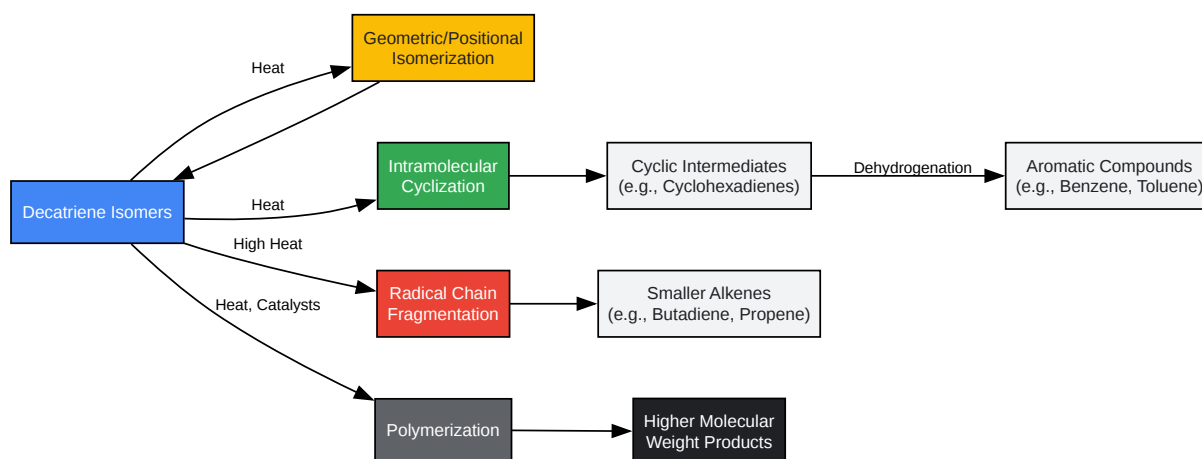 Geometric/Positional
Isomerization
Heat
Intramolecular
Cyclization
Cyclic Intermediates
(e.g., Cyclohexadienes)
Dehydrogenation
Aromatic Compounds
(e.g., Benzene, Toluene)
Decatriene Isomers
Heat
High Heat
Radical Chain
Fragmentation
Smaller Alkenes
(e.g., Butadiene, Propene)
Heat, Catalysts
Polymerization
Higher Molecular
Weight Products